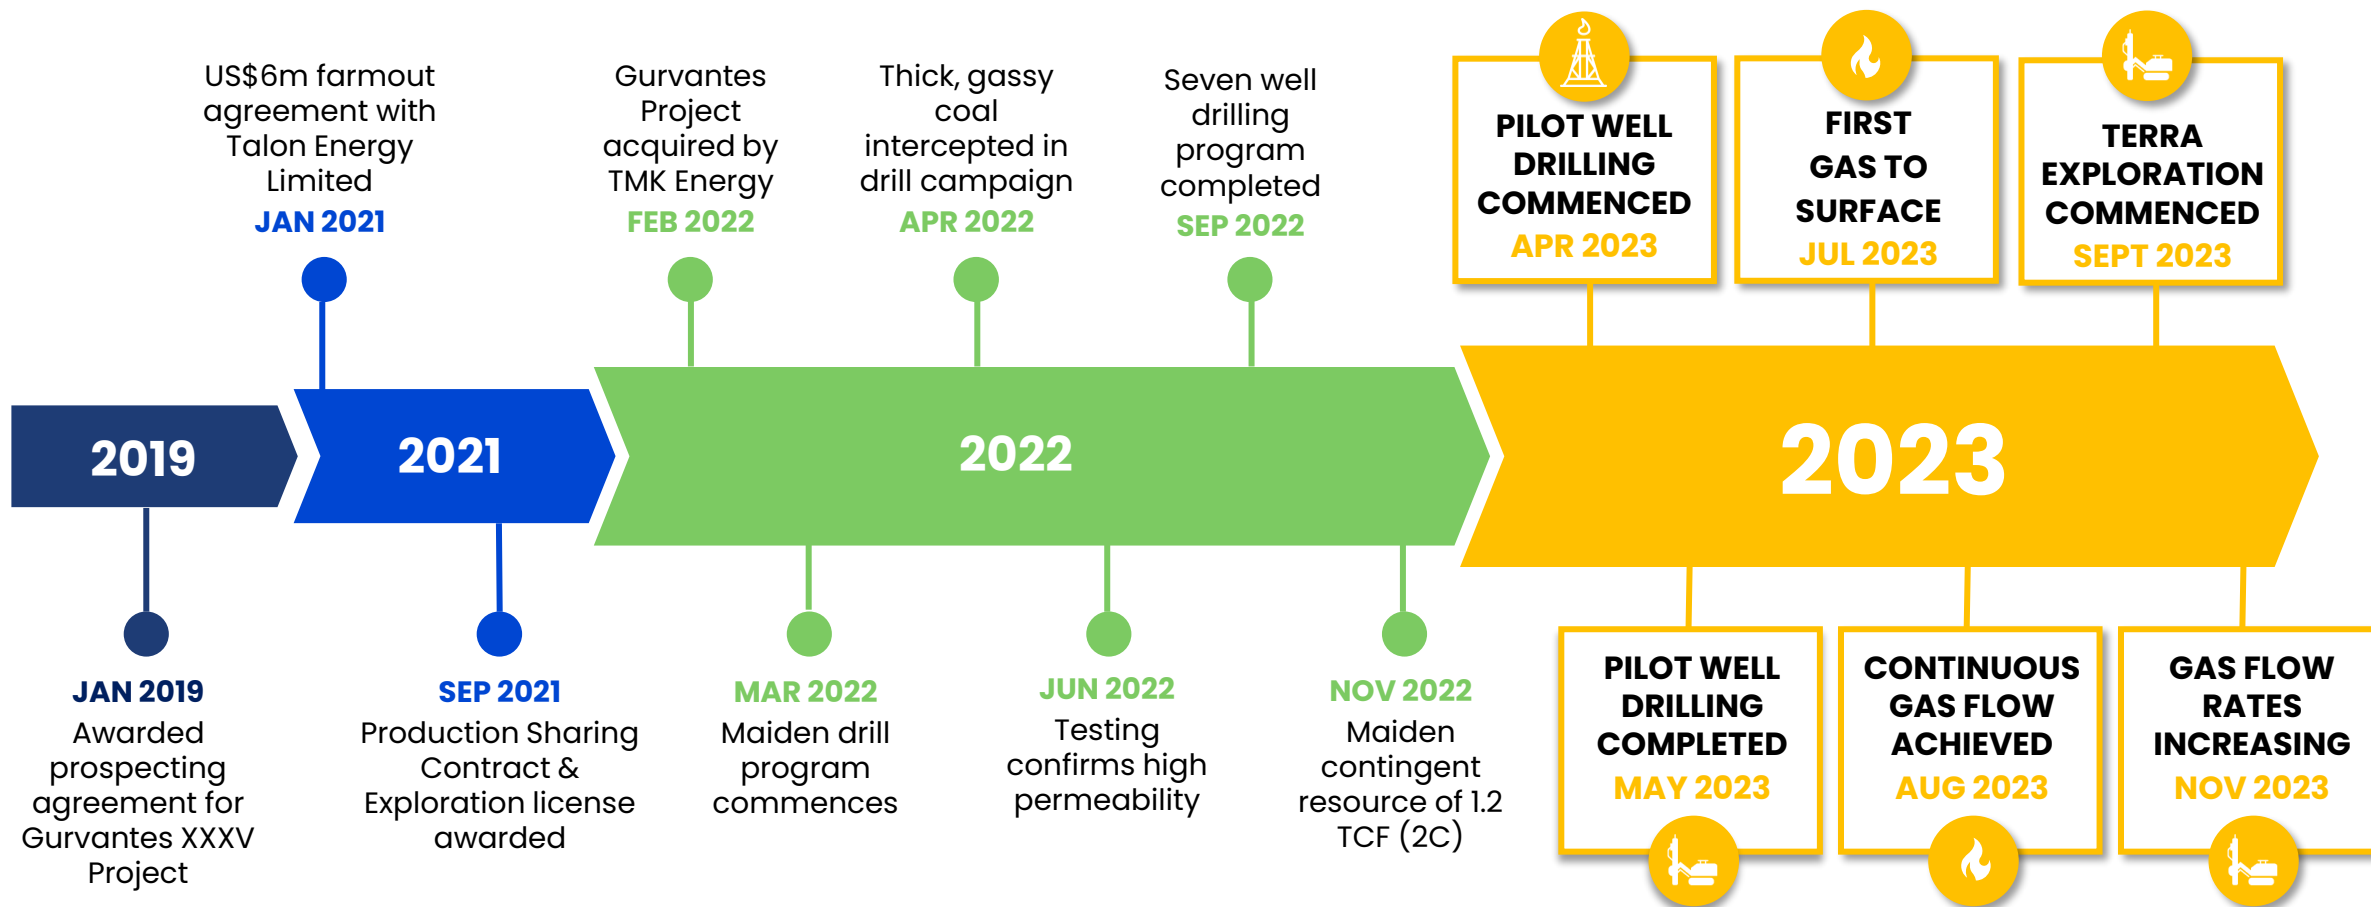 US$6m farmout
agreement with
Talon Energy
Limited
JAN 2021
Gurvantes
Project
acquired by
TMK Energy
FEB 2022
Thick, gassy
coal
intercepted in
drill campaign
APR 2022
Seven well
drilling
program
completed
SEP 2022
PILOT WELL
DRILLING
COMMENCED
APR 2023
FIRST
GAS TO
SURFACE
JUL 2023
TERRA
EXPLORATION
COMMENCED
SEPT 2023
2019
2021
2022
2023
JAN 2019
Awarded
prospecting
agreement for
Gurvantes XXXV
Project
SEP 2021
Production Sharing
Contract &
Exploration license
awarded
MAR 2022
Maiden drill
program
commences
JUN 2022
Testing
confirms high
permeability
NOV 2022
Maiden
contingent
resource of 1.2
TCF (2C)
PILOT WELL
DRILLING
COMPLETED
MAY 2023
CONTINUOUS
GAS FLOW
ACHIEVED
AUG 2023
GAS FLOW
RATES
INCREASING
NOV 2023